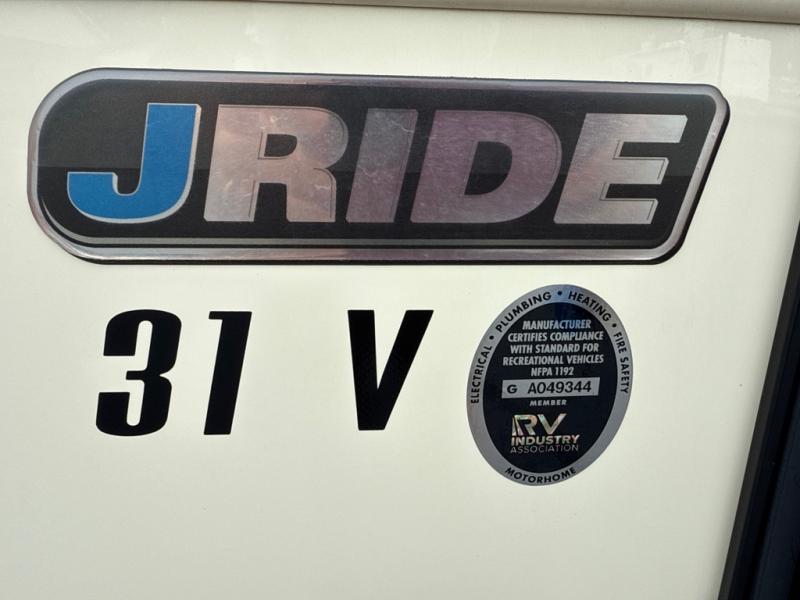 JRIDE
31 V
ELECTRICAL • PLUMBING • HEATING • FIRE SAFETY
MANUFACTURER
CERTIFIES COMPLIANCE
WITH STANDARD FOR
RECREATIONAL VEHICLES
NFPA 1192
G A049344
MEMBER
RV
INDUSTRY
ASSOCIATION
MOTORHOME